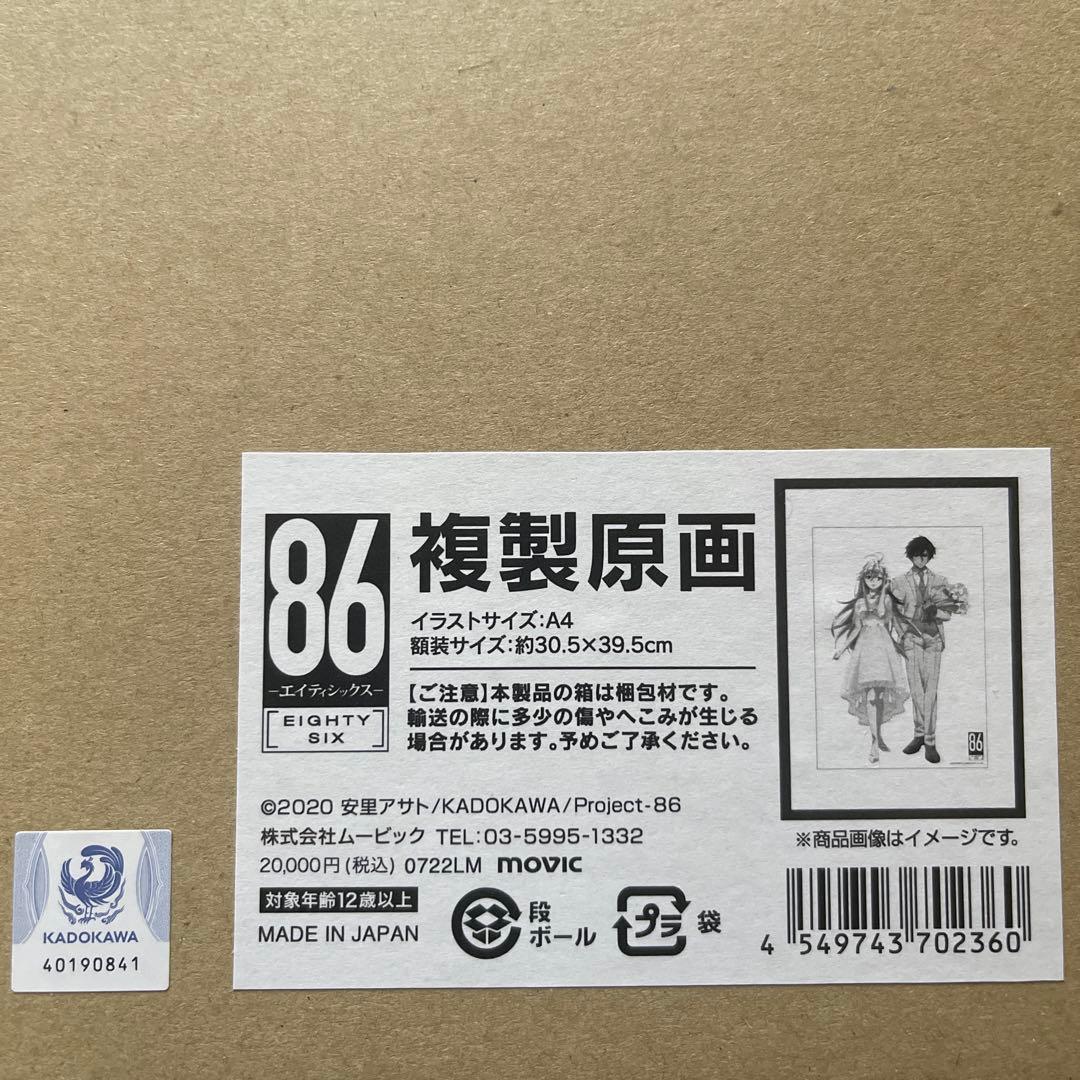 86
-エイティシックス-
EIGHTY
SIX
複製原画
イラストサイズ:A4
額装サイズ:約30.5×39.5cm
【ご注意】本製品の箱は梱包材です。
輸送の際に多少の傷やへこみが生じる
場合があります。予めご了承ください。
©2020 安里アサト/KADOKAWA/Project-86
株式会社ムービック TEL:03-5995-1332
20,000円(税込) 0722LM movic
対象年齢12歳以上
MADE IN JAPAN
段
ボール
プラ
袋
86
※商品画像はイメージです。
4 549743 702360
KADOKAWA
40190841